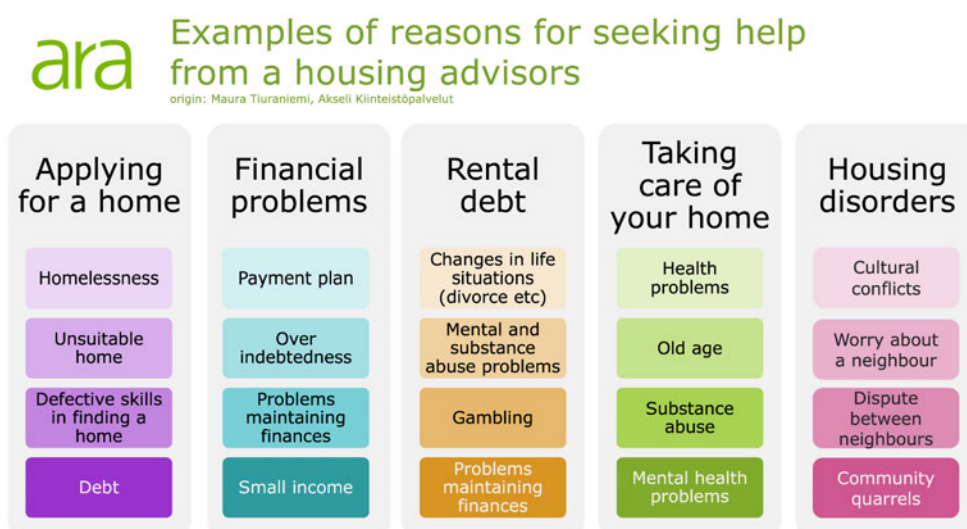 ara
Examples of reasons for seeking help
from a housing advisors
origin: Maura Tiuraniemi, Akseli Kiinteistöpalvelut
Applying
for a home
Homelessness
Unsuitable
home
Defective skills
in finding a
home
Debt
Financial
problems
Payment plan
Over
indebtedness
Problems
maintaining
finances
Small income
Rental
debt
Changes in life
situations
(divorce etc)
Mental and
substance
abuse problems
Gambling
Problems
maintaining
finances
Taking
care of
your home
Health
problems
Old age
Substance
abuse
Mental health
problems
Housing
disorders
Cultural
conflicts
Worry about
a neighbour
Dispute
between
neighbours
Community
quarrels